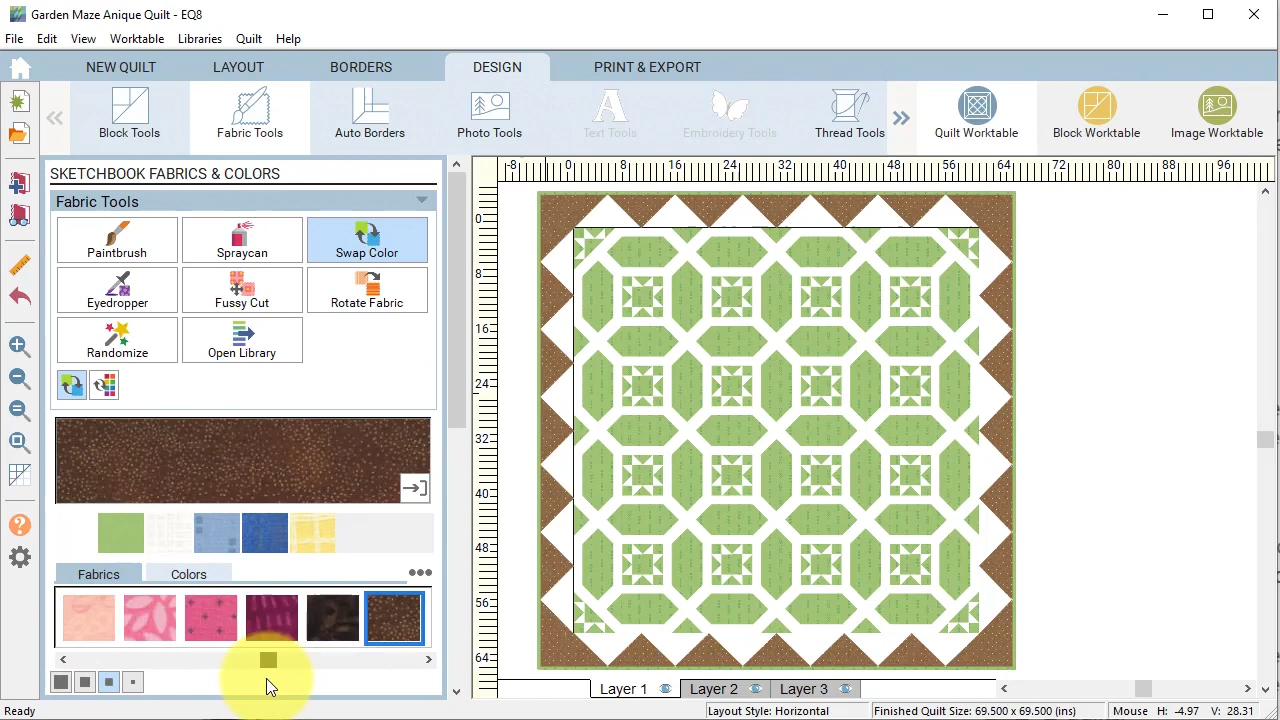 Garden Maze Anique Quilt - EQ8
File Edit View Worktable Libraries Quilt Help
NEW QUILT LAYOUT BORDERS DESIGN PRINT & EXPORT
Block Tools Fabric Tools Auto Borders Photo Tools Text Tools Embroidery Tools Thread Tools Quilt Worktable Block Worktable Image Worktable
SKETCHBOOK FABRICS & COLORS
Fabric Tools
Paintbrush Spraycan Swap Color
Eyedropper Fussy Cut Rotate Fabric
Randomize Open Library
Fabrics Colors
-8 0 8 16 24 32 40 48 56 64 72 80 88 96
0
8
16
24
32
40
48
56
64
Layer 1 Layer 2 Layer 3
Ready Layout Style: Horizontal Finished Quilt Size: 69.500 x 69.500 (ins) Mouse H: -4.97 V: 28.31